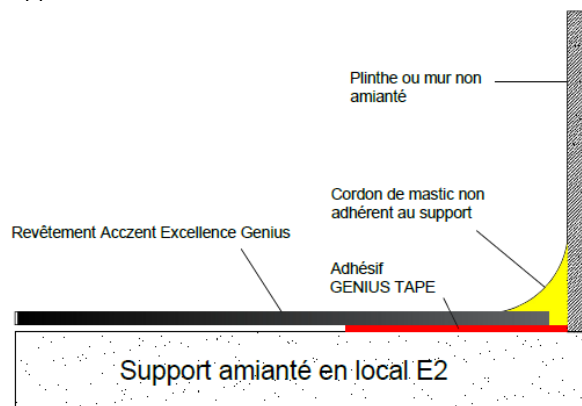 Plinthe ou mur non
amianté
Cordon de mastic non
adhérent au support
Revêtement Acczent Excellence Genius
Adhésif
GENIUS TAPE
Support amianté en local E2